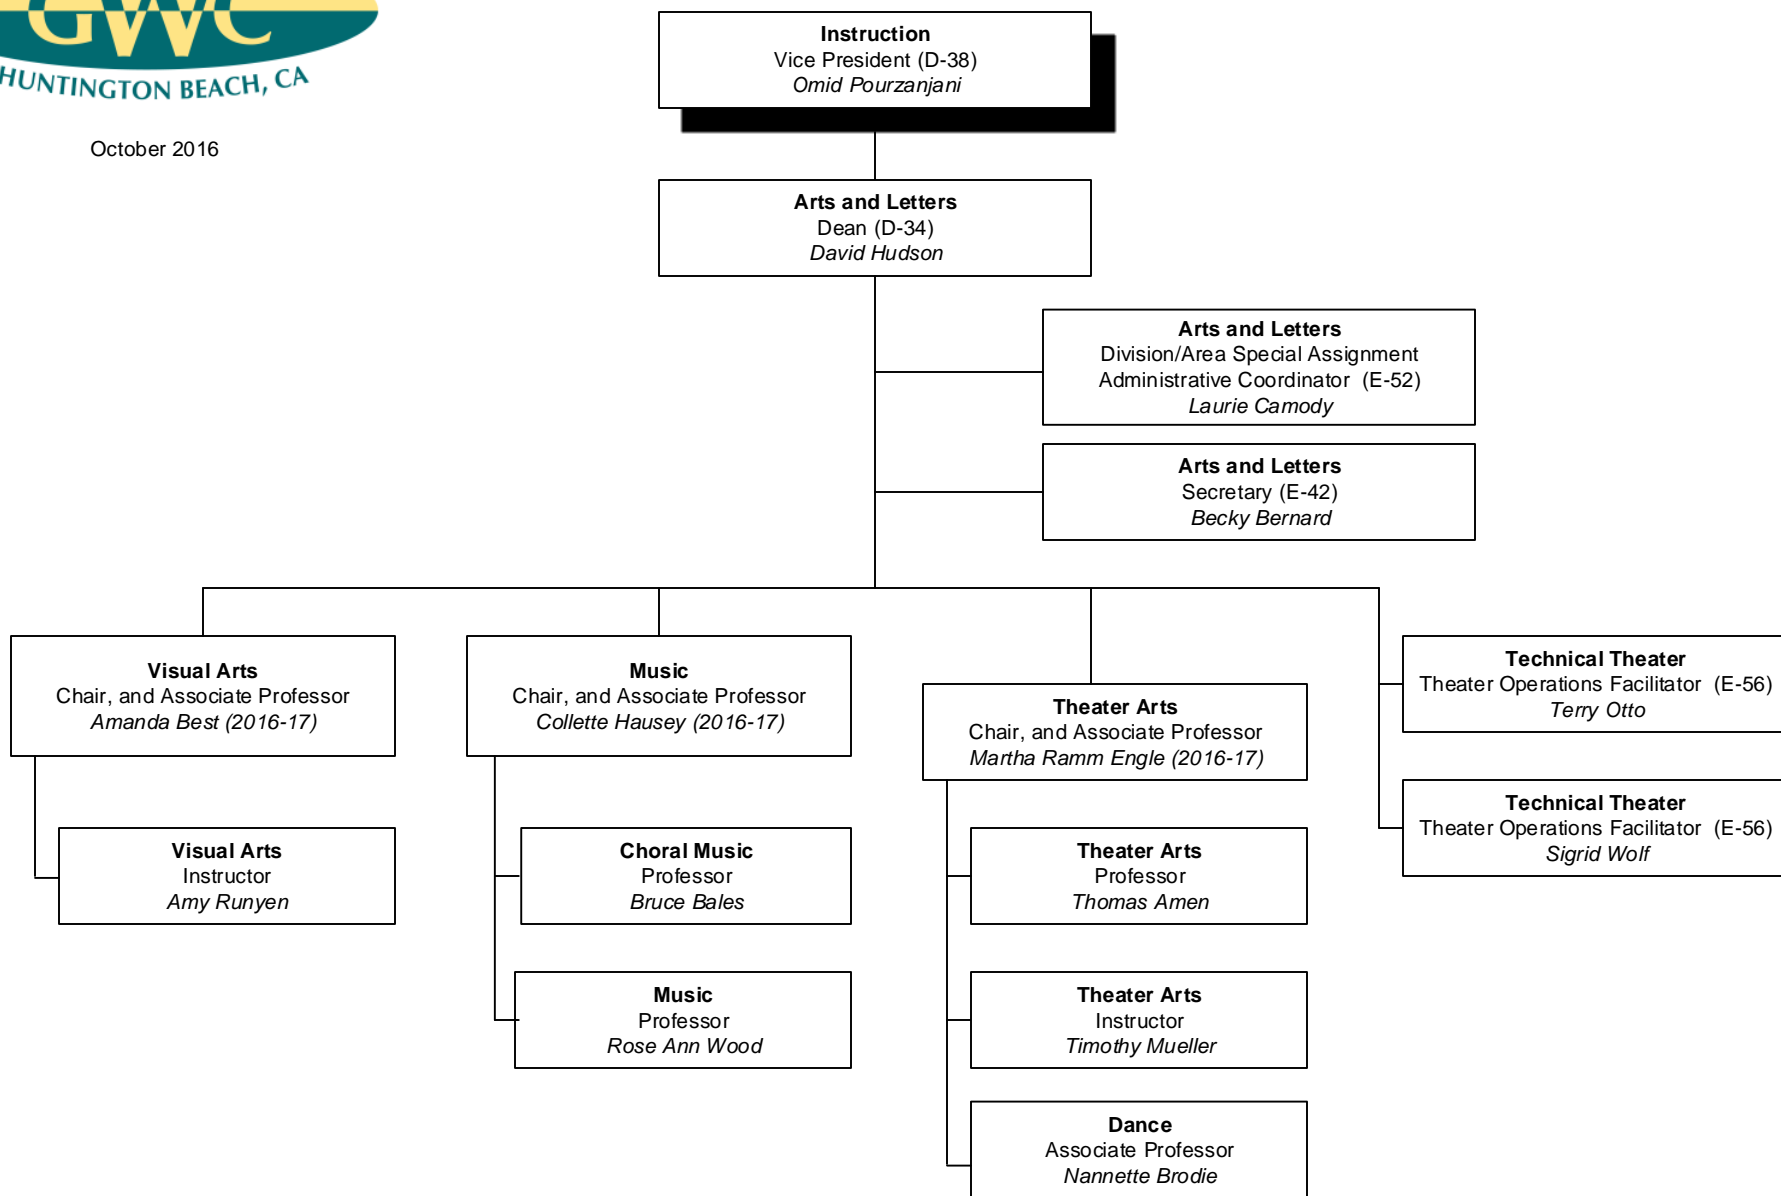 GWC
HUNTINGTON BEACH, CA
October 2016
Instruction
Vice President (D-38)
Omid Pourzanjani
Arts and Letters
Dean (D-34)
David Hudson
Arts and Letters
Division/Area Special Assignment
Administrative Coordinator (E-52)
Laurie Camody
Arts and Letters
Secretary (E-42)
Becky Bernard
Visual Arts
Chair, and Associate Professor
Amanda Best (2016-17)
Visual Arts
Instructor
Amy Runyen
Music
Chair, and Associate Professor
Collette Hausey (2016-17)
Choral Music
Professor
Bruce Bales
Music
Professor
Rose Ann Wood
Theater Arts
Chair, and Associate Professor
Martha Ramm Engle (2016-17)
Theater Arts
Professor
Thomas Amen
Theater Arts
Instructor
Timothy Mueller
Dance
Associate Professor
Nannette Brodie
Technical Theater
Theater Operations Facilitator (E-56)
Terry Otto
Technical Theater
Theater Operations Facilitator (E-56)
Sigrid Wolf